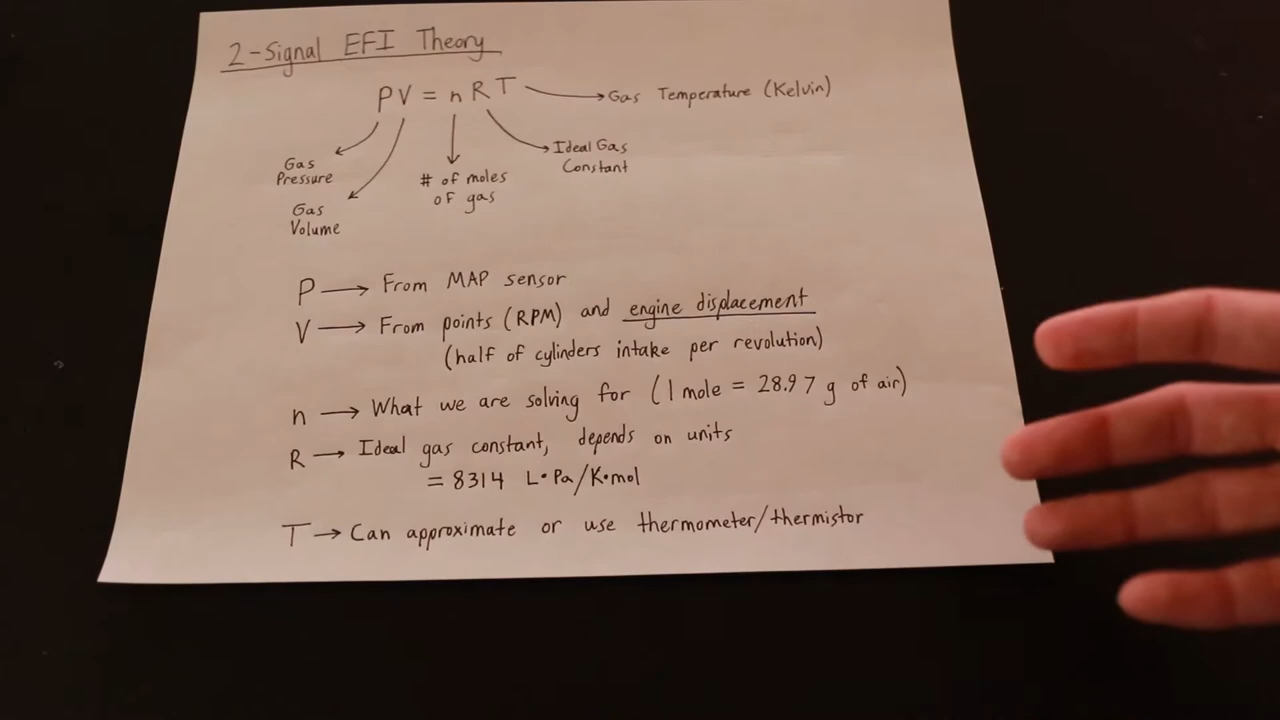 2-Signal EFI Theory
PV = nRT
Gas Temperature (Kelvin)
Ideal Gas
Constant
Gas
Pressure
# of moles
of gas
Gas
Volume
P → From MAP sensor
V → From points (RPM) and engine displacement
(half of cylinders intake per revolution)
n → What we are solving for (1 mole = 28.97 g of air)
R → Ideal gas constant, depends on units
= 8314 L·Pa/K·mol
T → Can approximate or use thermometer/thermistor